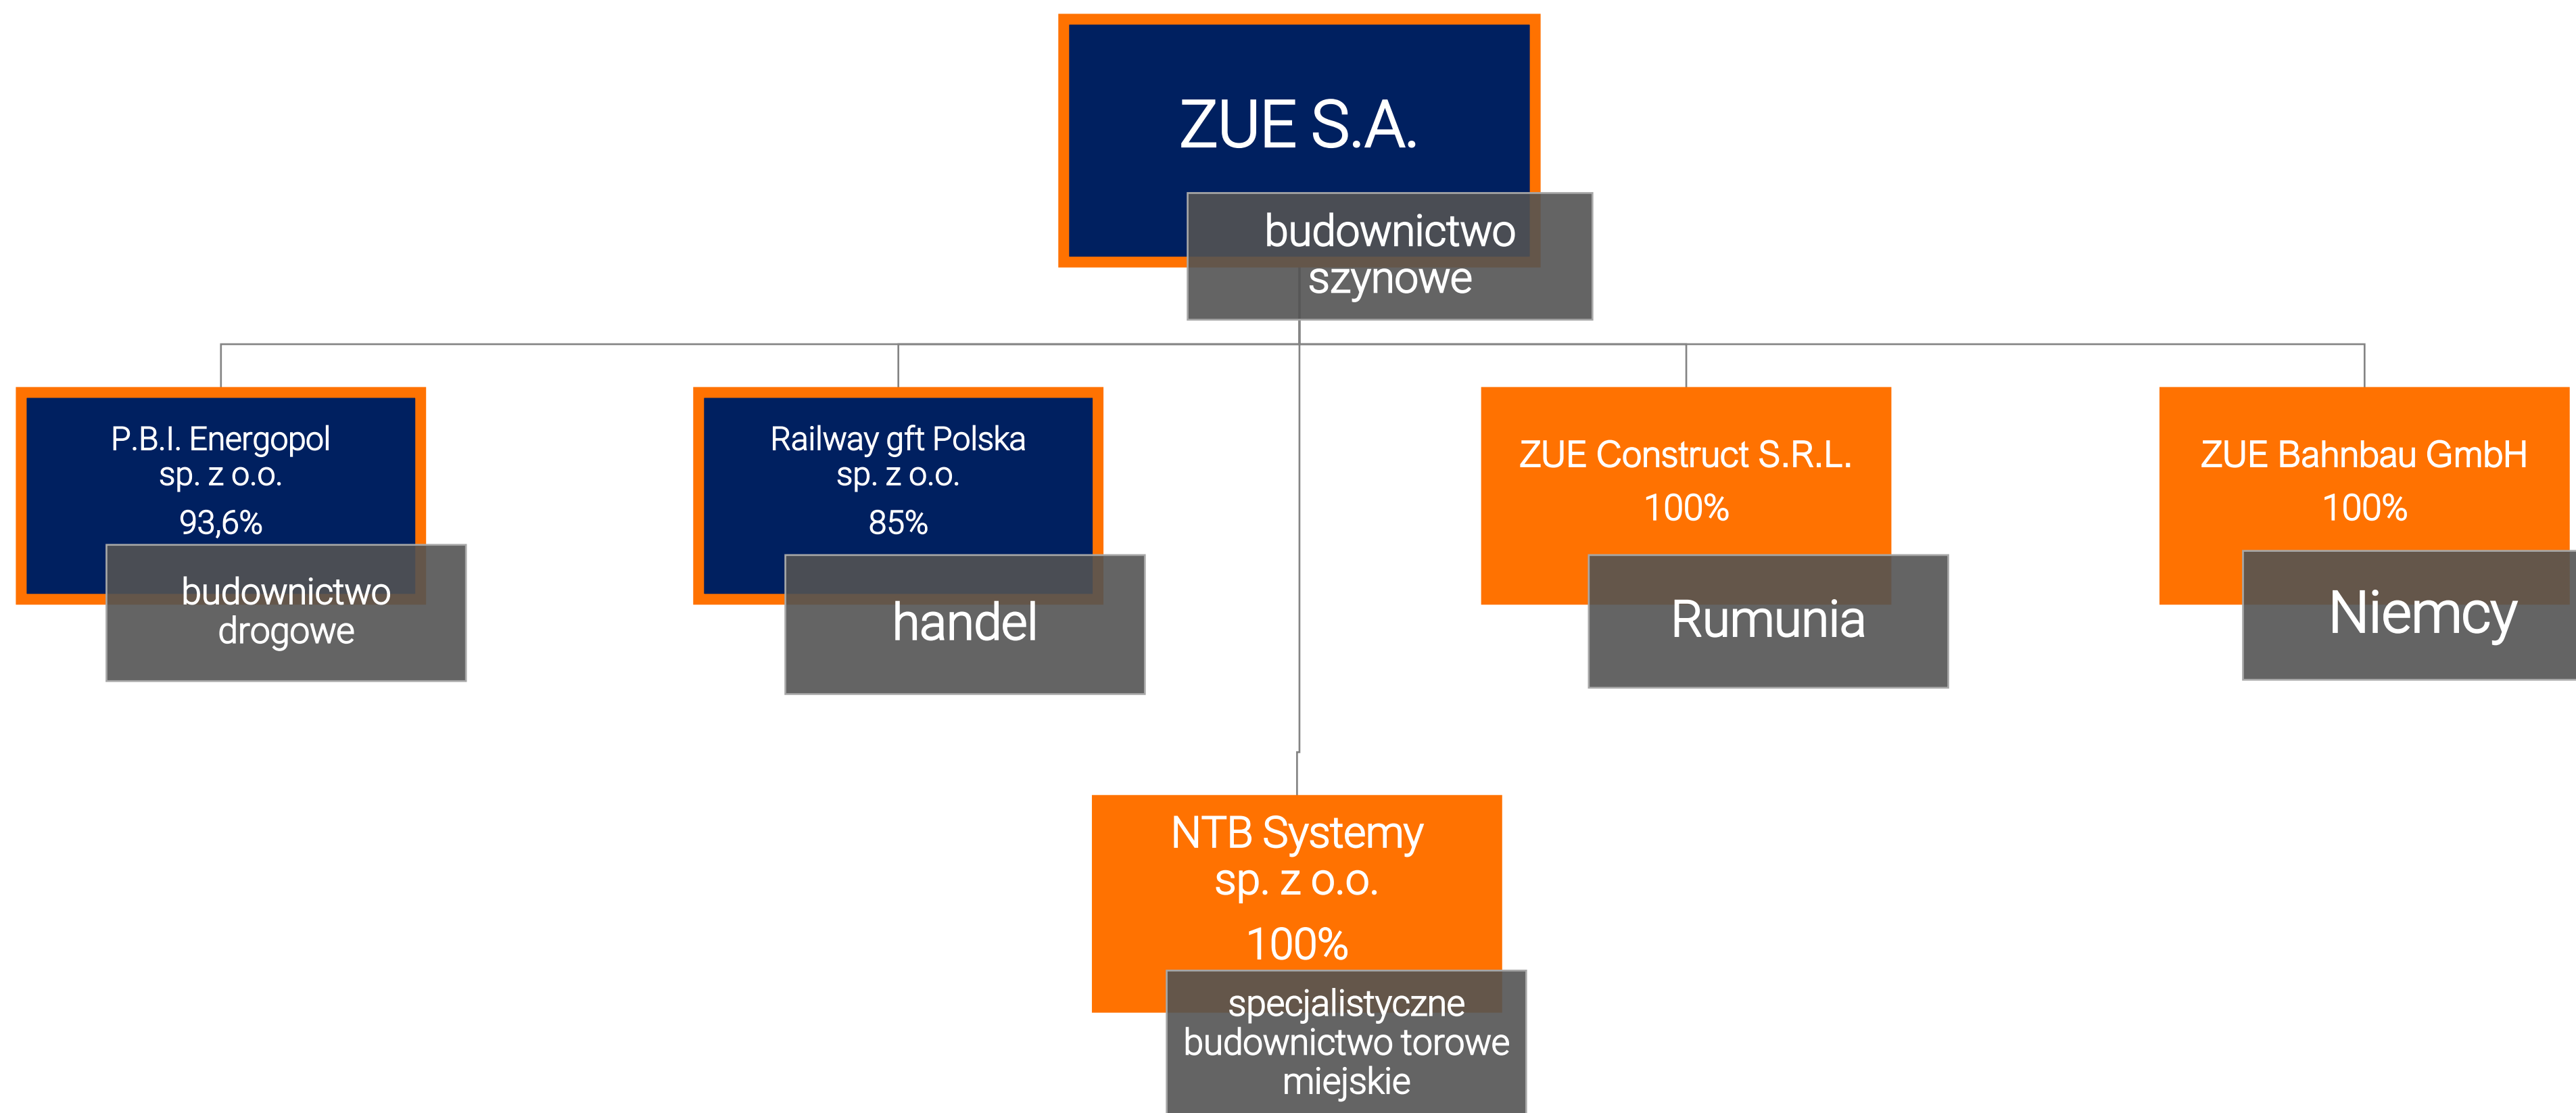 ZUE S.A.
budownictwo
szynowe
P.B.I. Energopol
sp. z o.o.
93,6%
budownictwo
drogowe
Railway gft Polska
sp. z o.o.
85%
handel
ZUE Construct S.R.L.
100%
Rumunia
ZUE Bahnbau GmbH
100%
Niemcy
NTB Systemy
sp. z o.o.
100%
specjalistyczne
budownictwo torowe
miejskie